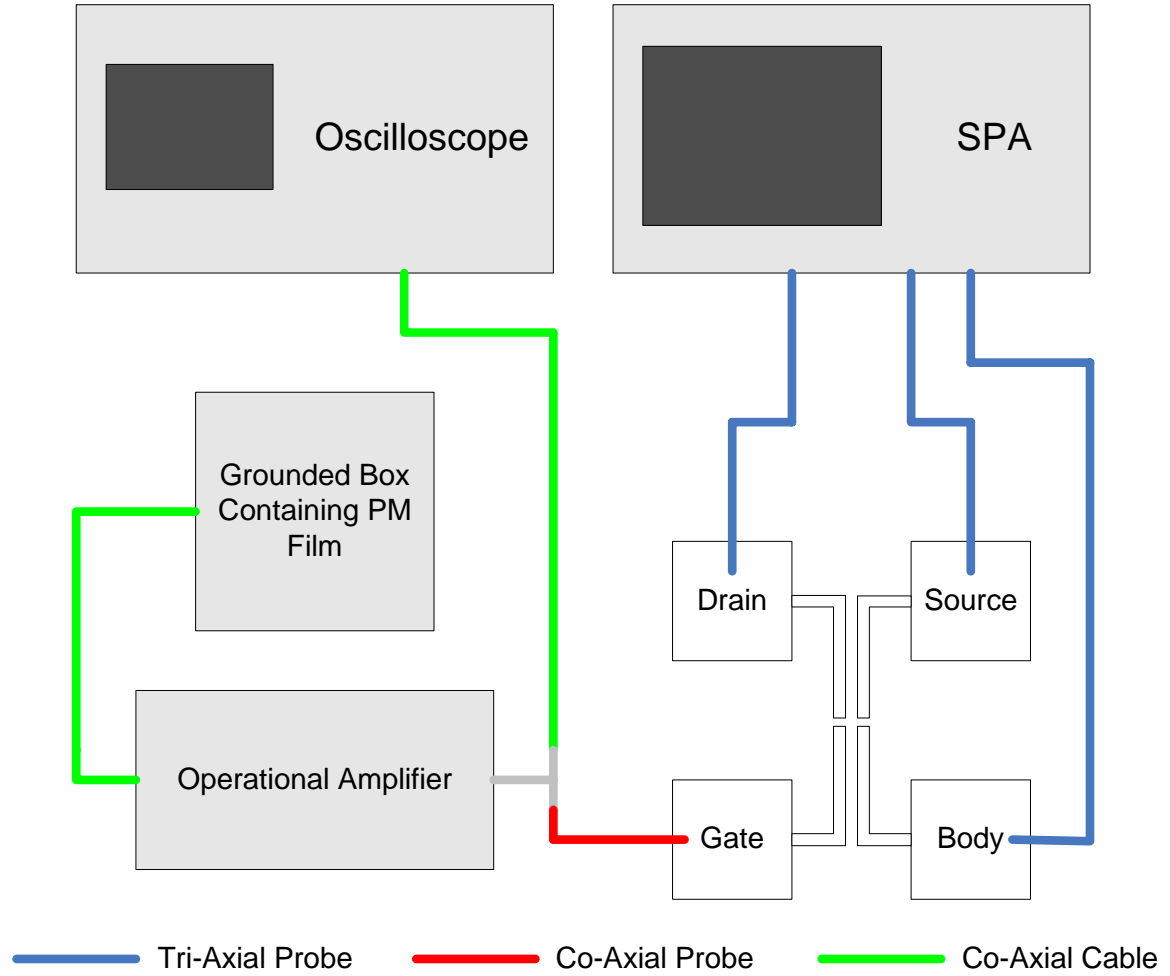 Oscilloscope
SPA
Grounded Box
Containing PM
Film
Drain
Source
Operational Amplifier
Gate
Body
Tri-Axial Probe
Co-Axial Probe
Co-Axial Cable